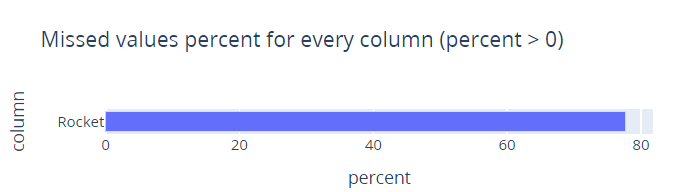 Missed values percent for every column (percent > 0)
column
Rocket
0 20 40 60 80
percent